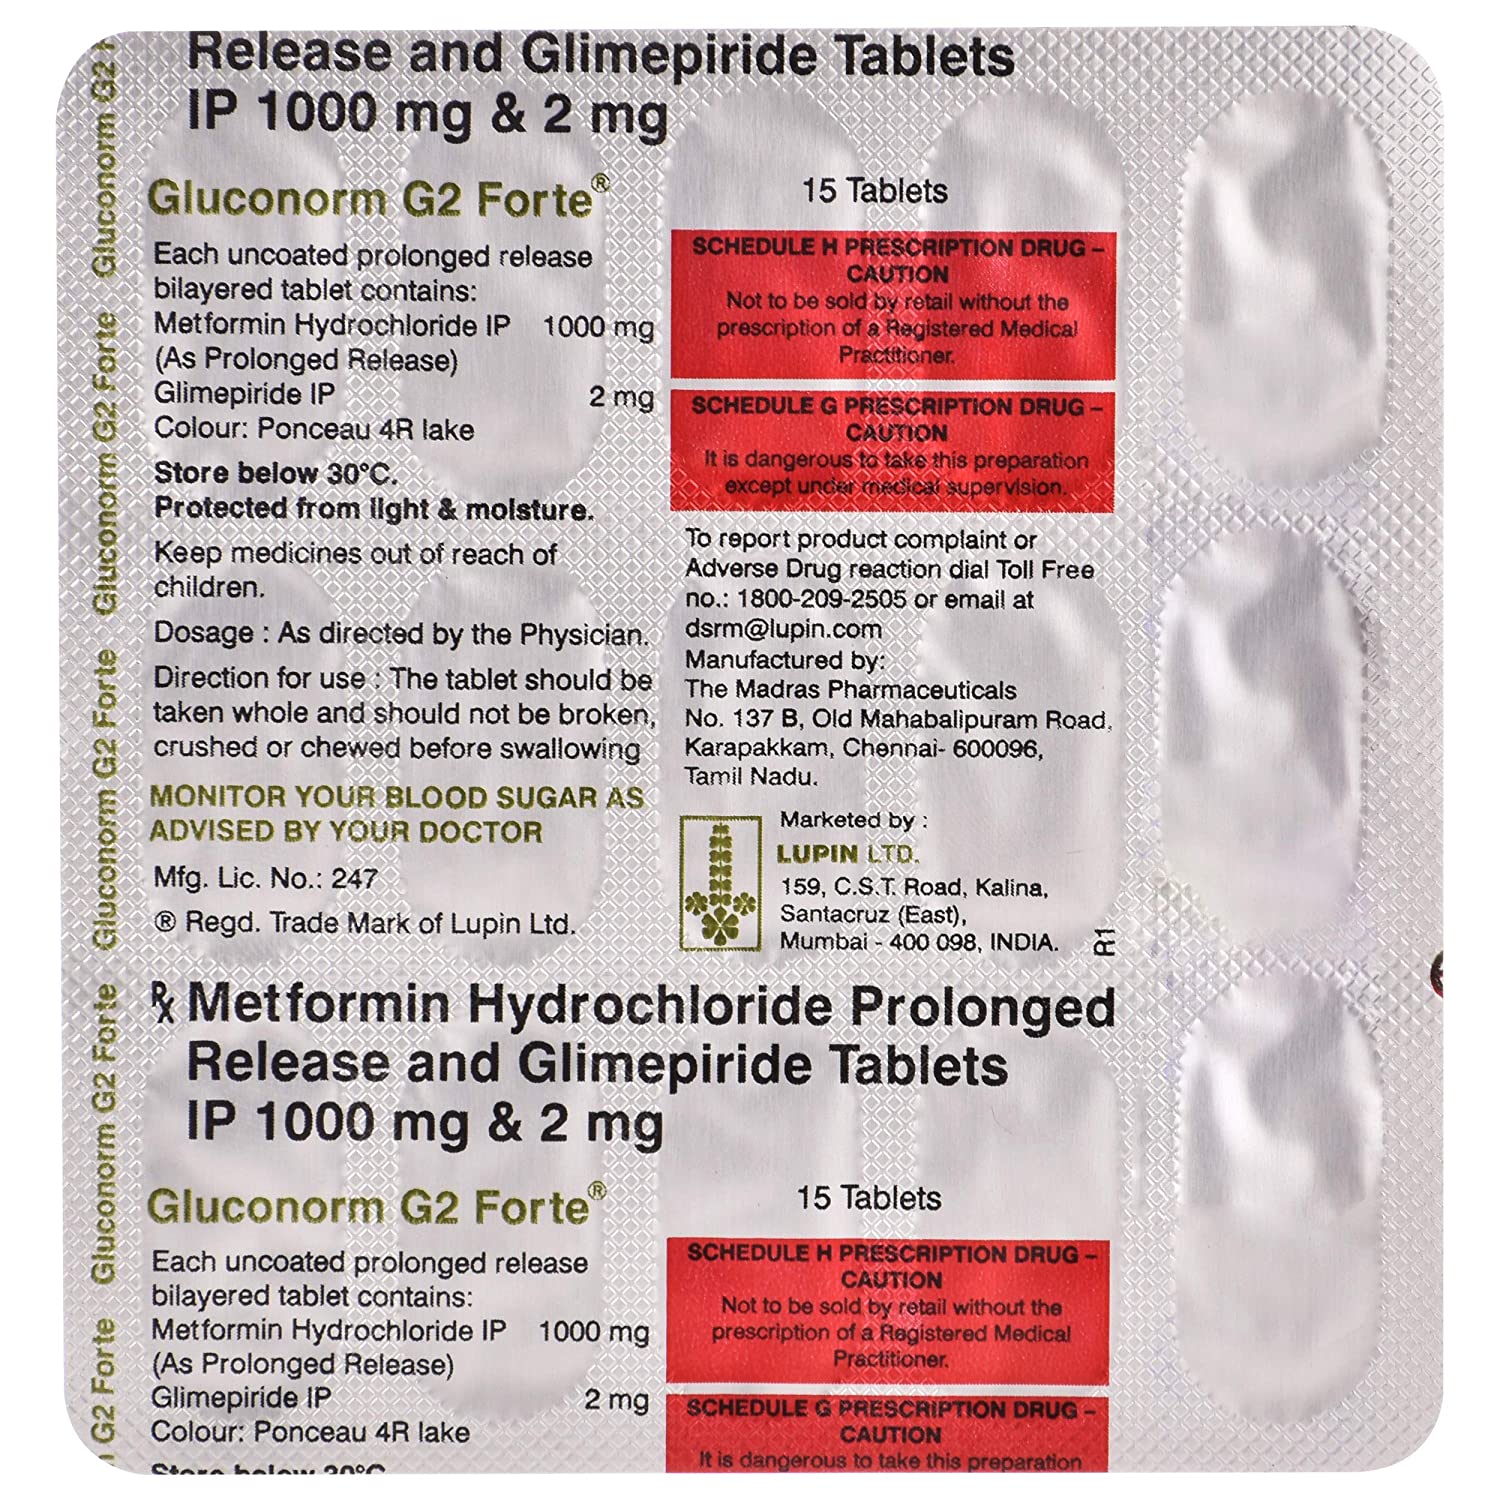 Release and Glimepiride Tablets
IP 1000 mg & 2 mg
Gluconorm G2 Forte®
15 Tablets
Each uncoated prolonged release
bilayered tablet contains:
Metformin Hydrochloride IP 1000 mg
(As Prolonged Release)
Glimepiride IP 2 mg
Colour: Ponceau 4R lake
Store below 30°C.
Protected from light & moisture.
Keep medicines out of reach of
children.
Dosage : As directed by the Physician.
Direction for use : The tablet should be
taken whole and should not be broken,
crushed or chewed before swallowing
MONITOR YOUR BLOOD SUGAR AS
ADVISED BY YOUR DOCTOR
Mfg. Lic. No.: 247
® Regd. Trade Mark of Lupin Ltd.
SCHEDULE H PRESCRIPTION DRUG –
CAUTION
Not to be sold by retail without the
prescription of a Registered Medical
Practitioner.
SCHEDULE G PRESCRIPTION DRUG –
CAUTION
It is dangerous to take this preparation
except under medical supervision.
To report product complaint or
Adverse Drug reaction dial Toll Free
no.: 1800-209-2505 or email at
dsrm@lupin.com
Manufactured by:
The Madras Pharmaceuticals
No. 137 B, Old Mahabalipuram Road,
Karapakkam, Chennai- 600096,
Tamil Nadu.
Marketed by :
LUPIN LTD.
159, C.S.T. Road, Kalina,
Santacruz (East),
Mumbai - 400 098, INDIA.
R1
℞ Metformin Hydrochloride Prolonged
Release and Glimepiride Tablets
IP 1000 mg & 2 mg
Gluconorm G2 Forte®
15 Tablets
Each uncoated prolonged release
bilayered tablet contains:
Metformin Hydrochloride IP 1000 mg
(As Prolonged Release)
Glimepiride IP 2 mg
Colour: Ponceau 4R lake
Store below 30°C.
SCHEDULE H PRESCRIPTION DRUG –
CAUTION
Not to be sold by retail without the
prescription of a Registered Medical
Practitioner.
SCHEDULE G PRESCRIPTION DRUG –
CAUTION
It is dangerous to take this preparation
G2 Forte Gluconorm G2 Forte Gluconorm G2 Forte Gluconorm G2 Forte Gluconorm G2